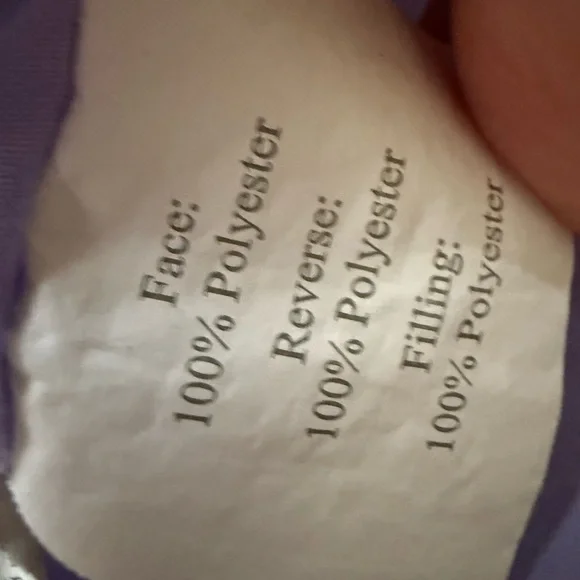 Face:
100% Polyester
Reverse:
100% Polyester
Filling:
100% Polyester